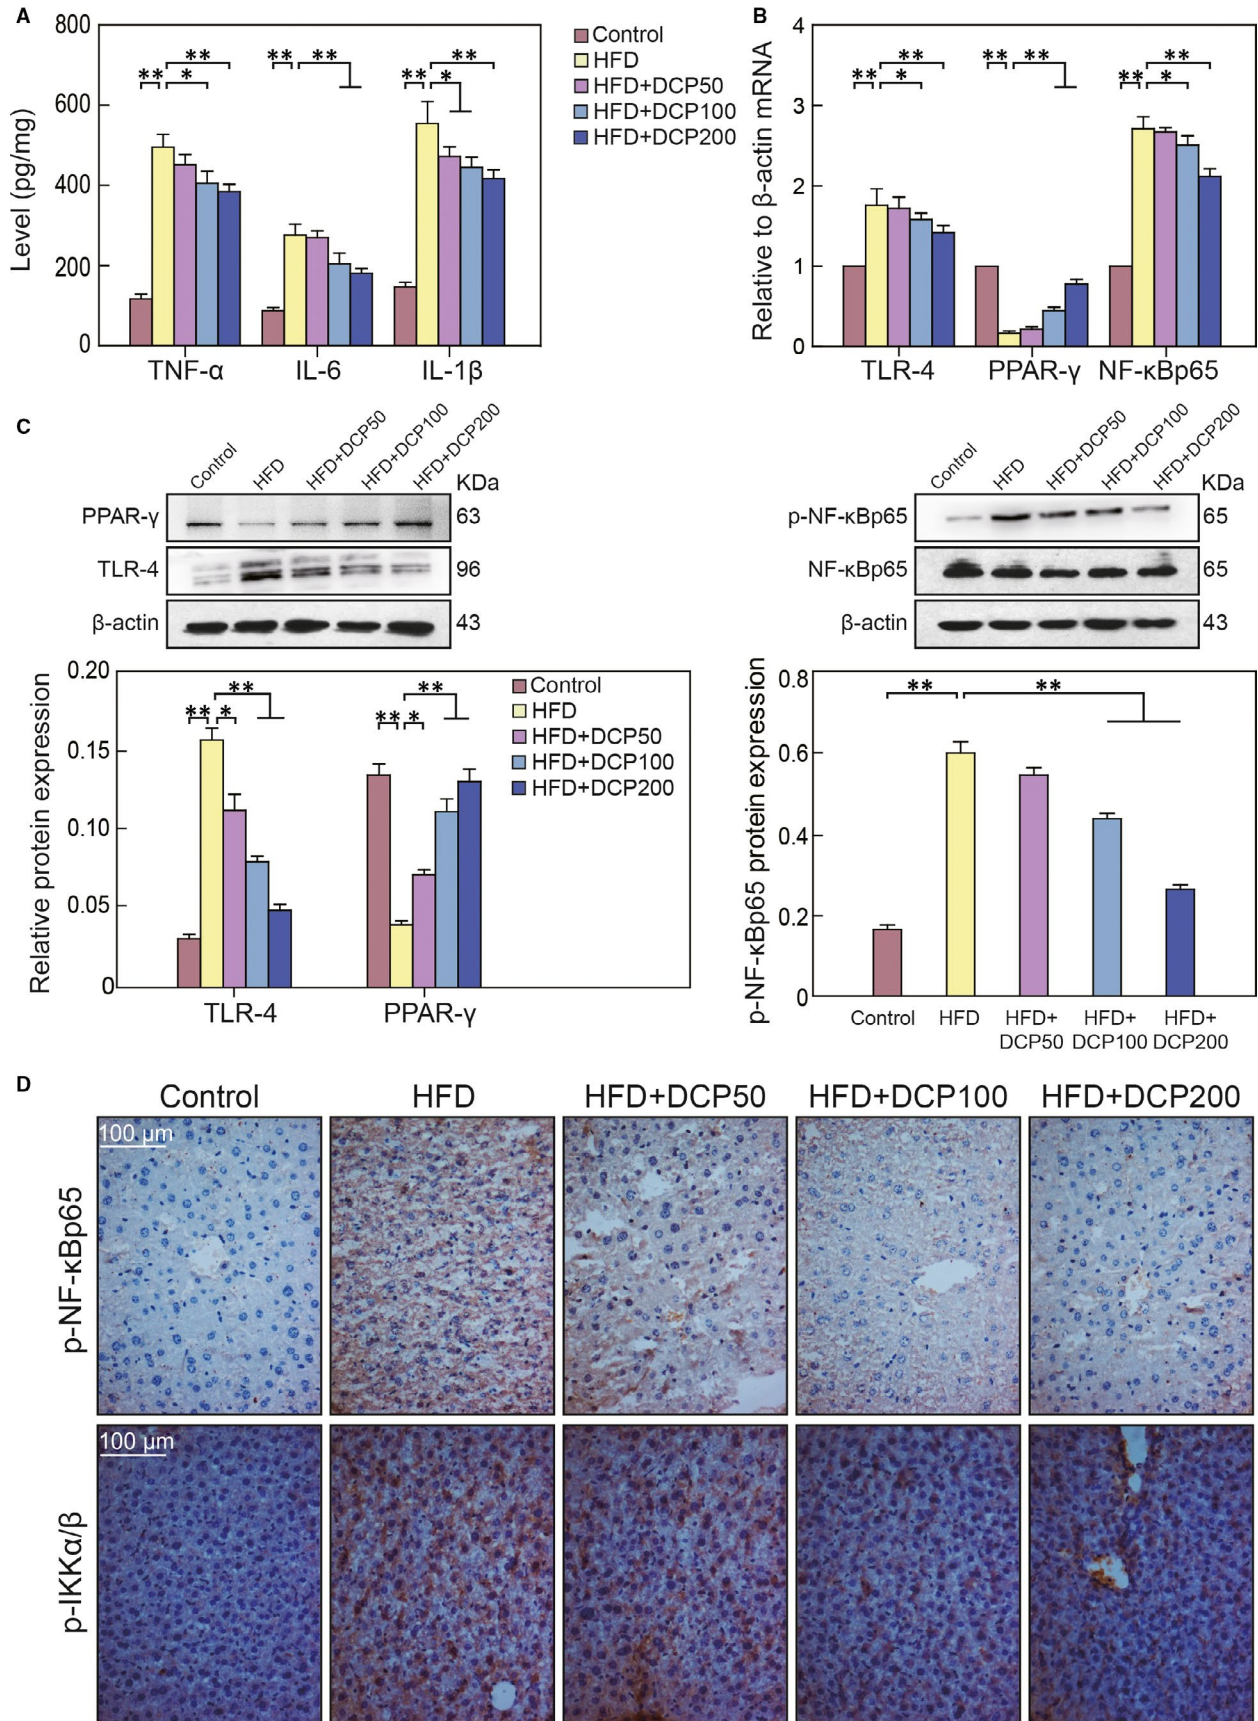 A
800
600
400
200
0
Level (pg/mg)
** ** *
** **
** * **
TNF-α IL-6 IL-1β
Control
HFD
HFD+DCP50
HFD+DCP100
HFD+DCP200
B
4
3
2
1
0
Relative to β-actin mRNA
** ** *
** **
** * **
TLR-4 PPAR-γ NF-κBp65
C
Control HFD HFD+DCP50 HFD+DCP100 HFD+DCP200
KDa
PPAR-γ 63
TLR-4 96
β-actin 43
Control HFD HFD+DCP50 HFD+DCP100 HFD+DCP200
KDa
p-NF-κBp65 65
NF-κBp65 65
β-actin 43
0.20
0.15
0.10
0.05
0
Relative protein expression
** * **
** * **
TLR-4 PPAR-γ
Control
HFD
HFD+DCP50
HFD+DCP100
HFD+DCP200
0.8
0.6
0.4
0.2
0
p-NF-κBp65 protein expression
** **
Control HFD HFD+ HFD+ HFD+
DCP50 DCP100 DCP200
D
Control HFD HFD+DCP50 HFD+DCP100 HFD+DCP200
100 µm
p-NF-κBp65
100 µm
p-IKKα/β